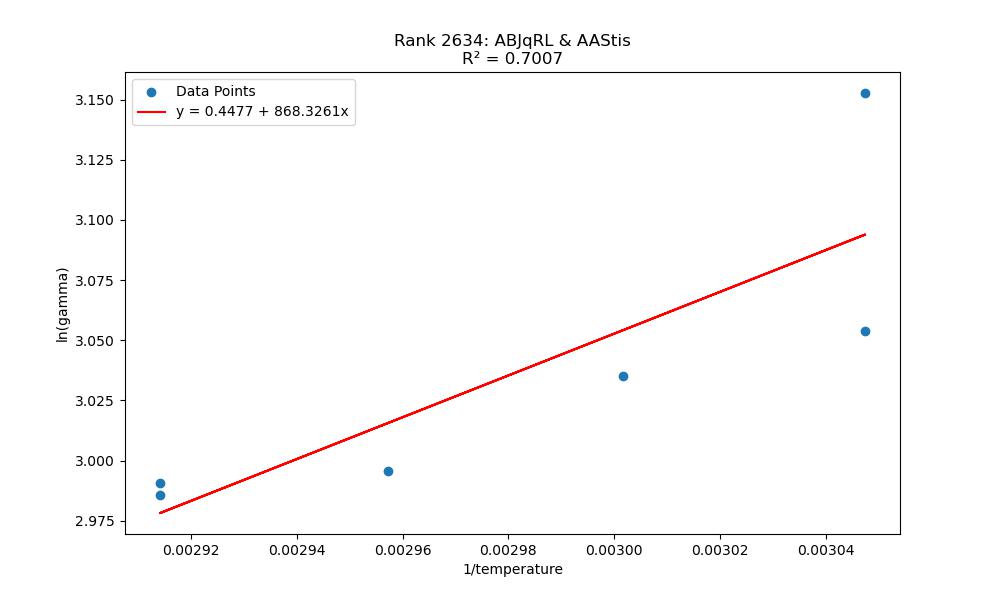 Rank 2634: ABJqRL & AAStis
R² = 0.7007
Data Points
y = 0.4477 + 868.3261x
3.150
3.125
3.100
3.075
3.050
3.025
3.000
2.975
ln(gamma)
0.00292
0.00294
0.00296
0.00298
0.00300
0.00302
0.00304
1/temperature